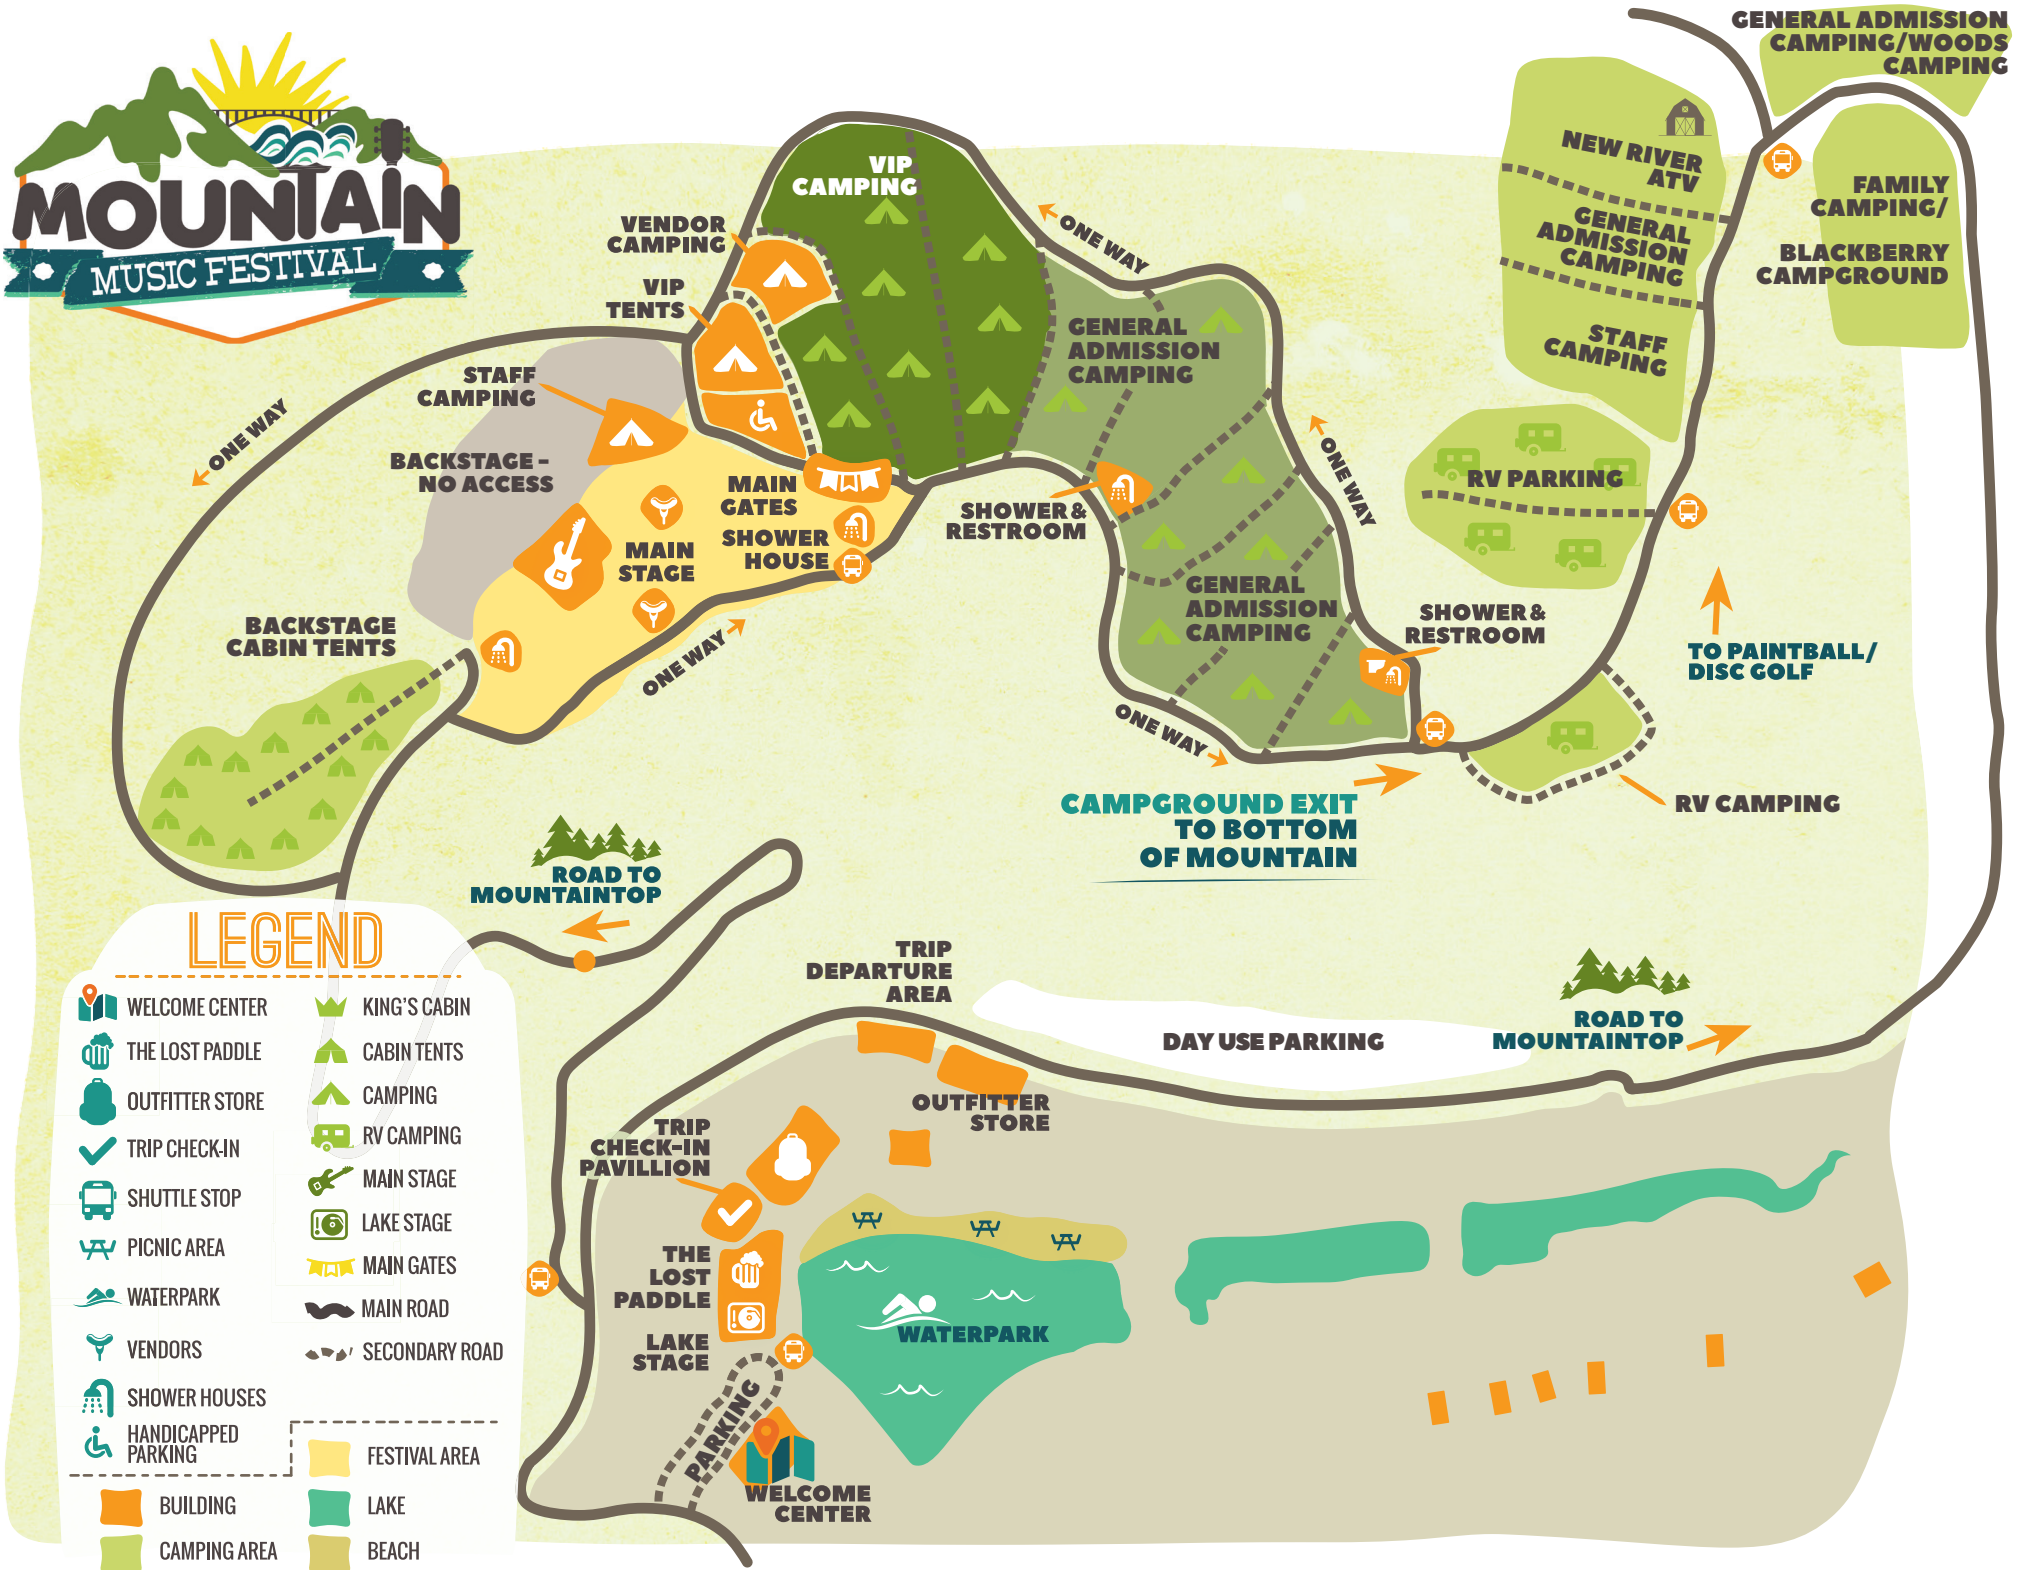 MOUNTAIN
MUSIC FESTIVAL
GENERAL ADMISSION
CAMPING/WOODS
CAMPING
NEW RIVER
ATV
GENERAL
ADMISSION
CAMPING
STAFF
CAMPING
FAMILY
CAMPING/
BLACKBERRY
CAMPGROUND
VIP
CAMPING
VENDOR
CAMPING
VIP
TENTS
ONE WAY
GENERAL
ADMISSION
CAMPING
STAFF
CAMPING
ONE WAY
BACKSTAGE -
NO ACCESS
MAIN
GATES
SHOWER
HOUSE
MAIN
STAGE
SHOWER &
RESTROOM
ONE WAY
RV PARKING
GENERAL
ADMISSION
CAMPING
SHOWER &
RESTROOM
BACKSTAGE
CABIN TENTS
ONE WAY
TO PAINTBALL/
DISC GOLF
ONE WAY
RV CAMPING
CAMPGROUND EXIT
TO BOTTOM
OF MOUNTAIN
ROAD TO
MOUNTAINTOP
TRIP
DEPARTURE
AREA
DAY USE PARKING
ROAD TO
MOUNTAINTOP
OUTFITTER
STORE
TRIP
CHECK-IN
PAVILLION
THE
LOST
PADDLE
LAKE
STAGE
WATERPARK
PARKING
WELCOME
CENTER
LEGEND
WELCOME CENTER
THE LOST PADDLE
OUTFITTER STORE
TRIP CHECK-IN
SHUTTLE STOP
PICNIC AREA
WATERPARK
VENDORS
SHOWER HOUSES
HANDICAPPED
PARKING
KING'S CABIN
CABIN TENTS
CAMPING
RV CAMPING
MAIN STAGE
LAKE STAGE
MAIN GATES
MAIN ROAD
SECONDARY ROAD
BUILDING
CAMPING AREA
FESTIVAL AREA
LAKE
BEACH